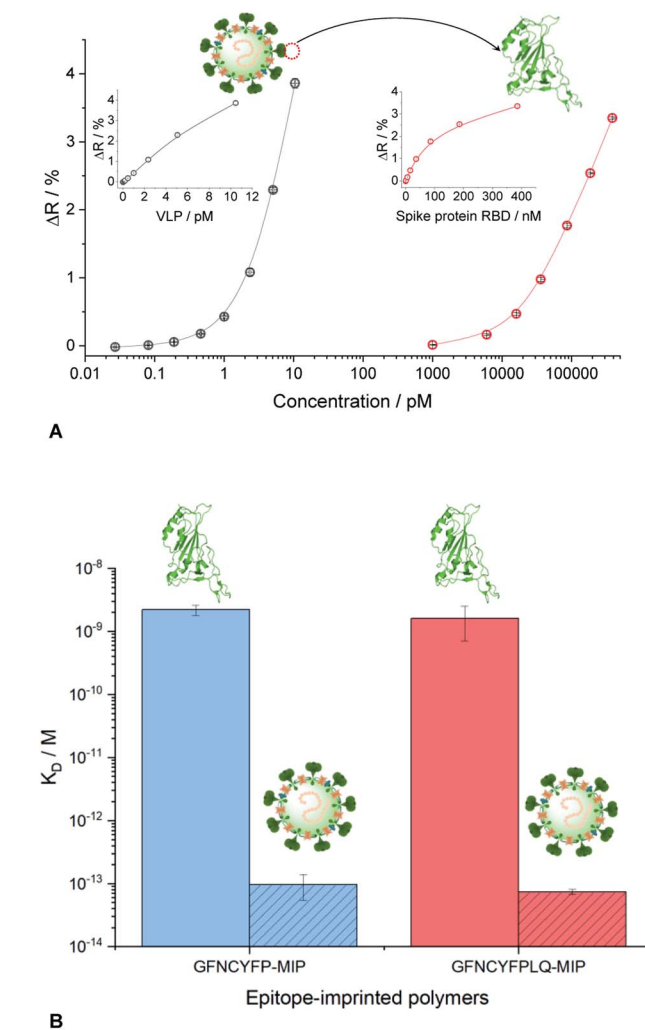 4
3
2
1
0
ΔR / %
4
3
2
1
0
ΔR / %
0 2 4 6 8 10 12
VLP / pM
4
3
2
1
0
ΔR / %
0 100 200 300 400
Spike protein RBD / nM
0.01 0.1 1 10 100 1000 10000 100000
Concentration / pM
A
10⁻⁸
10⁻⁹
10⁻¹⁰
10⁻¹¹
10⁻¹²
10⁻¹³
10⁻¹⁴
K_D / M
GFNCYFP-MIP GFNCYFPLQ-MIP
Epitope-imprinted polymers
B